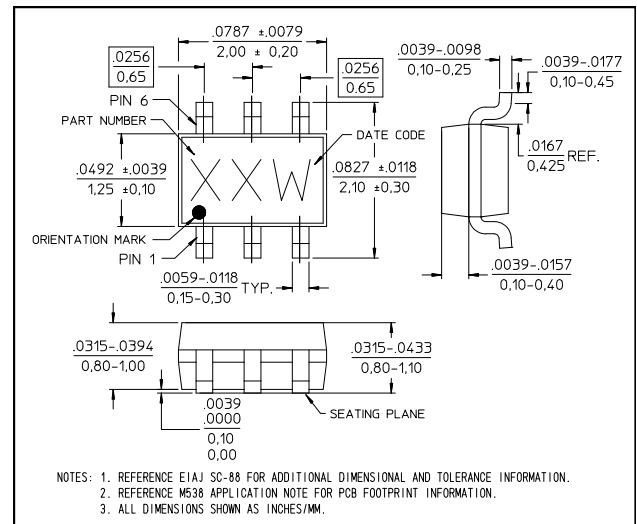 .0787 ±.0079
2,00 ± 0,20
.0256
0,65
.0256
0,65
.0039-.0098
0,10-0,25
.0039-.0177
0,10-0,45
PIN 6
PART NUMBER
DATE CODE
.0167
0,425 REF.
.0492 ±.0039
1,25 ±0,10
XXW
.0827 ±.0118
2,10 ±0,30
ORIENTATION MARK
PIN 1
.0059-.0118
0,15-0,30 TYP.
.0039-.0157
0,10-0,40
.0315-.0394
0,80-1,00
.0315-.0433
0,80-1,10
.0039
.0000
0,10
0,00
SEATING PLANE
NOTES: 1. REFERENCE EIAJ SC-88 FOR ADDITIONAL DIMENSIONAL AND TOLERANCE INFORMATION.
2. REFERENCE M538 APPLICATION NOTE FOR PCB FOOTPRINT INFORMATION.
3. ALL DIMENSIONS SHOWN AS INCHES/MM.